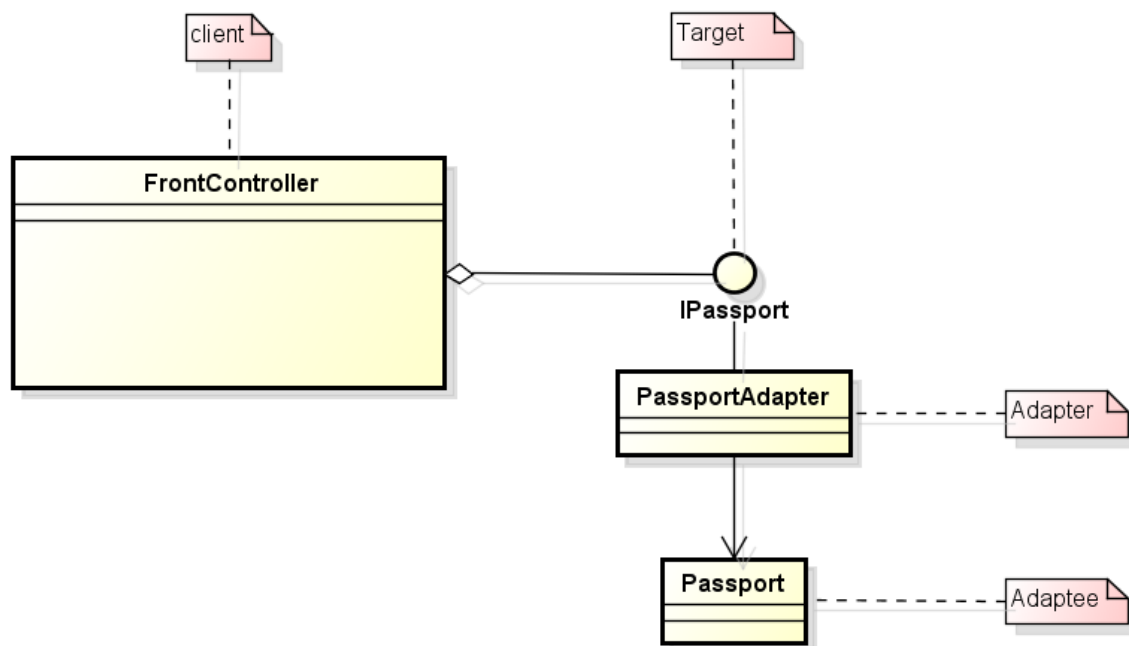 client
Target
FrontController
IPassport
PassportAdapter
Adapter
Passport
Adaptee